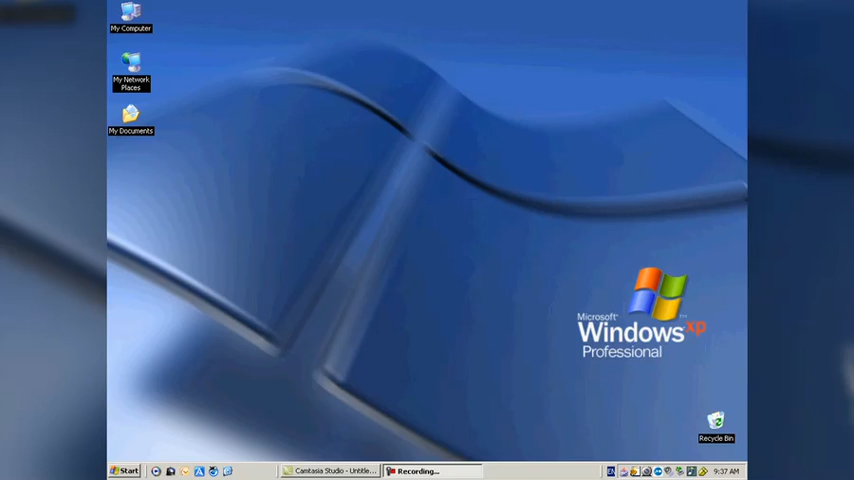 My Computer
My Network
Places
My Documents
Microsoft
Windows xp
Professional
Recycle Bin
Start
Camtasia Studio - Untitle...
Recording...
EN
9:37 AM